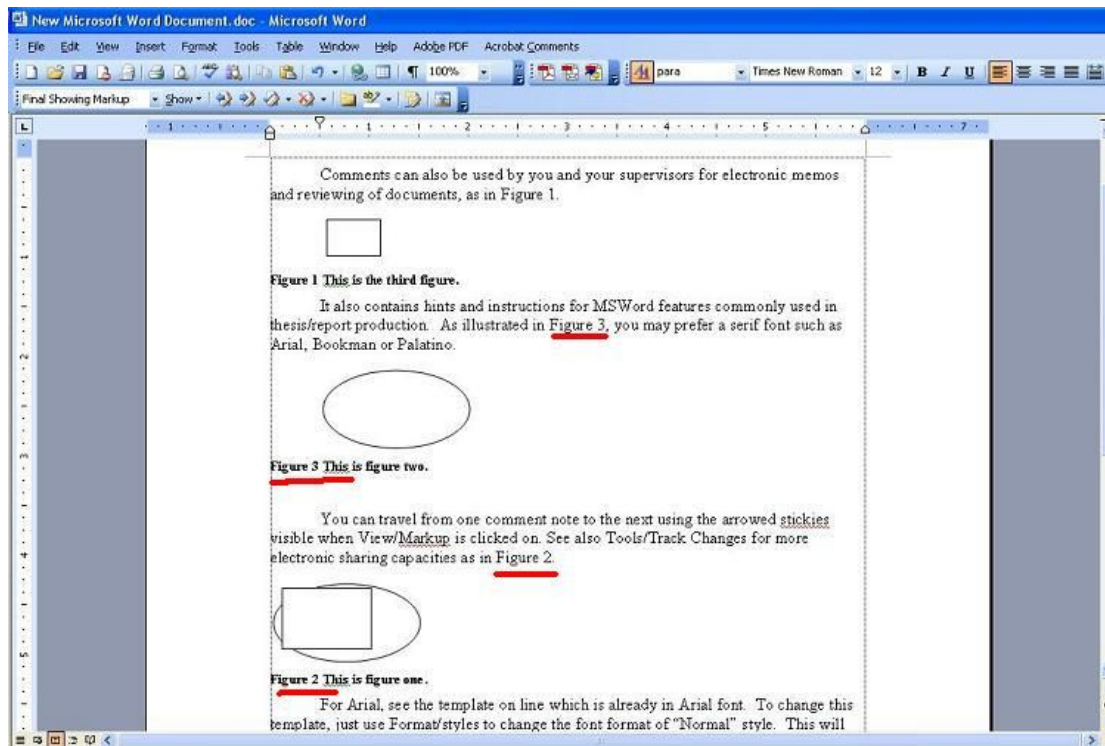 New Microsoft Word Document.doc - Microsoft Word
File Edit View Insert Format Tools Table Window Help Adobe PDF Acrobat Comments
100% para Times New Roman 12 B I U
Final Showing Markup Show
1 1 2 3 4 5 7
Comments can also be used by you and your supervisors for electronic memos
and reviewing of documents, as in Figure 1.
Figure 1 This is the third figure.
It also contains hints and instructions for MSWord features commonly used in
thesis/report production. As illustrated in Figure 3, you may prefer a serif font such as
Arial, Bookman or Palatino.
Figure 3 This is figure two.
You can travel from one comment note to the next using the arrowed stickies
visible when View/Markup is clicked on. See also Tools/Track Changes for more
electronic sharing capacities as in Figure 2.
Figure 2 This is figure one.
For Arial, see the template on line which is already in Arial font. To change this
template, just use Format/styles to change the font format of “Normal” style. This will